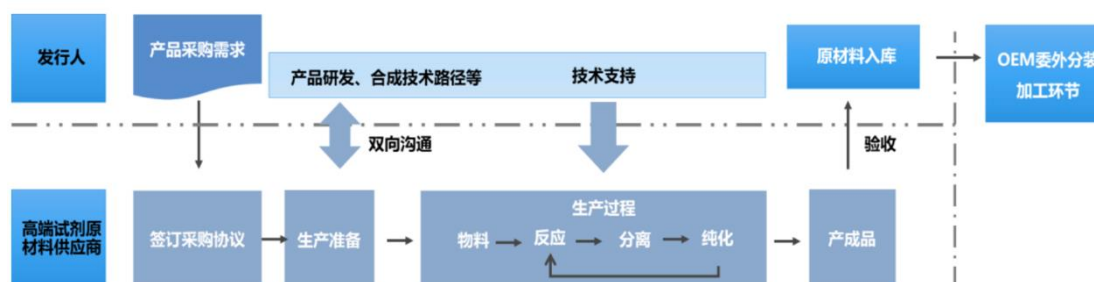 发行人
产品采购需求
产品研发、合成技术路径等
技术支持
原材料入库
OEM委外分装
加工环节
双向沟通
验收
高端试剂原
材料供应商
签订采购协议
生产准备
生产过程
物料
反应
分离
纯化
产成品